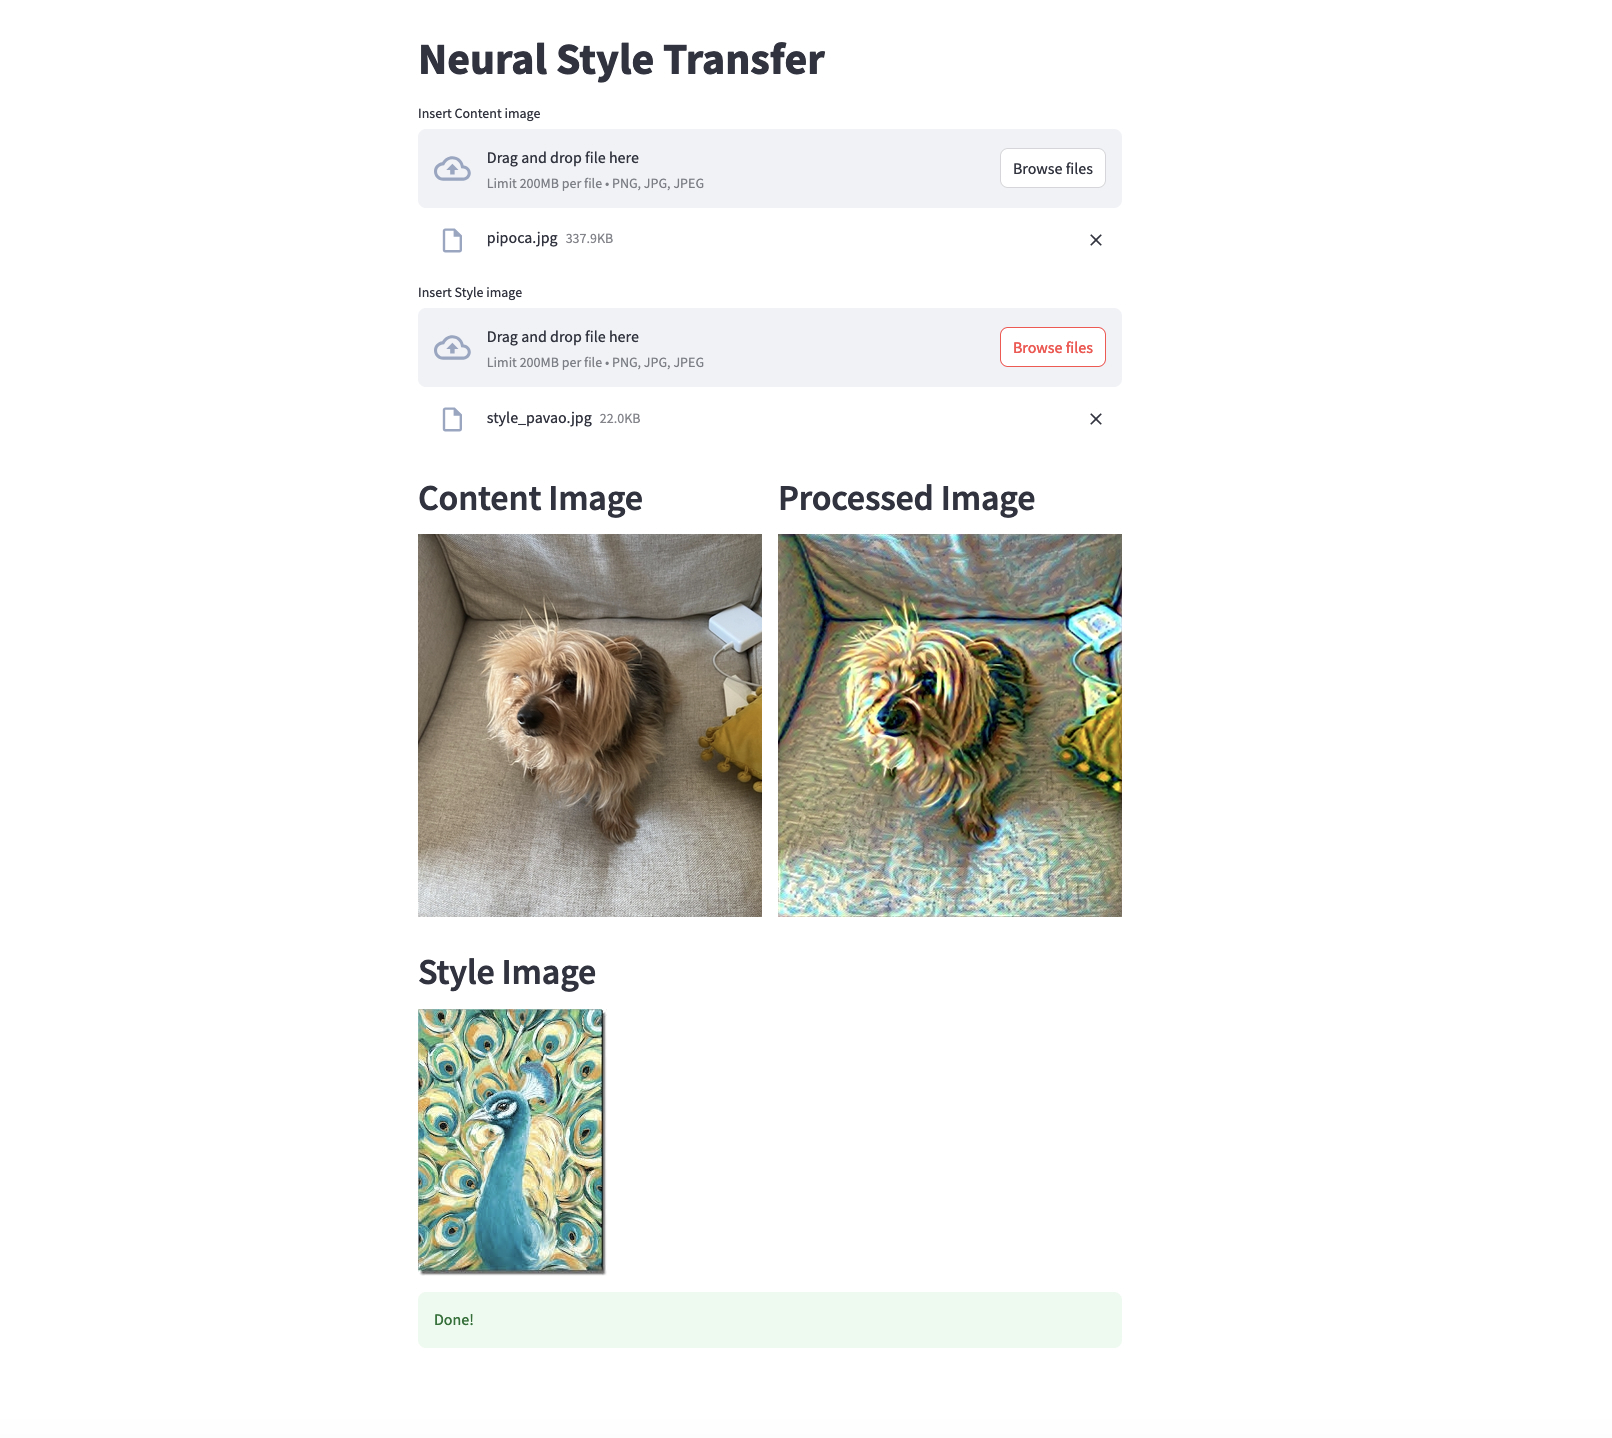 Neural Style Transfer
Insert Content image
Drag and drop file here
Limit 200MB per file • PNG, JPG, JPEG
Browse files
pipoca.jpg 337.9KB
Insert Style image
Drag and drop file here
Limit 200MB per file • PNG, JPG, JPEG
Browse files
style_pavao.jpg 22.0KB
Content Image
Processed Image
Style Image
Done!